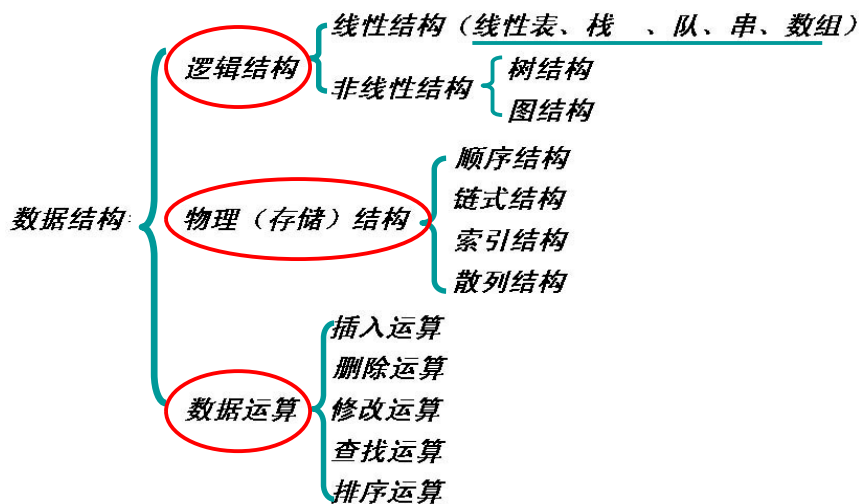 线性结构（线性表、栈 、队、串、数组）
逻辑结构
树结构
非线性结构
图结构
顺序结构
链式结构
数据结构:
物理（存储）结构
索引结构
散列结构
插入运算
删除运算
数据运算
修改运算
查找运算
排序运算